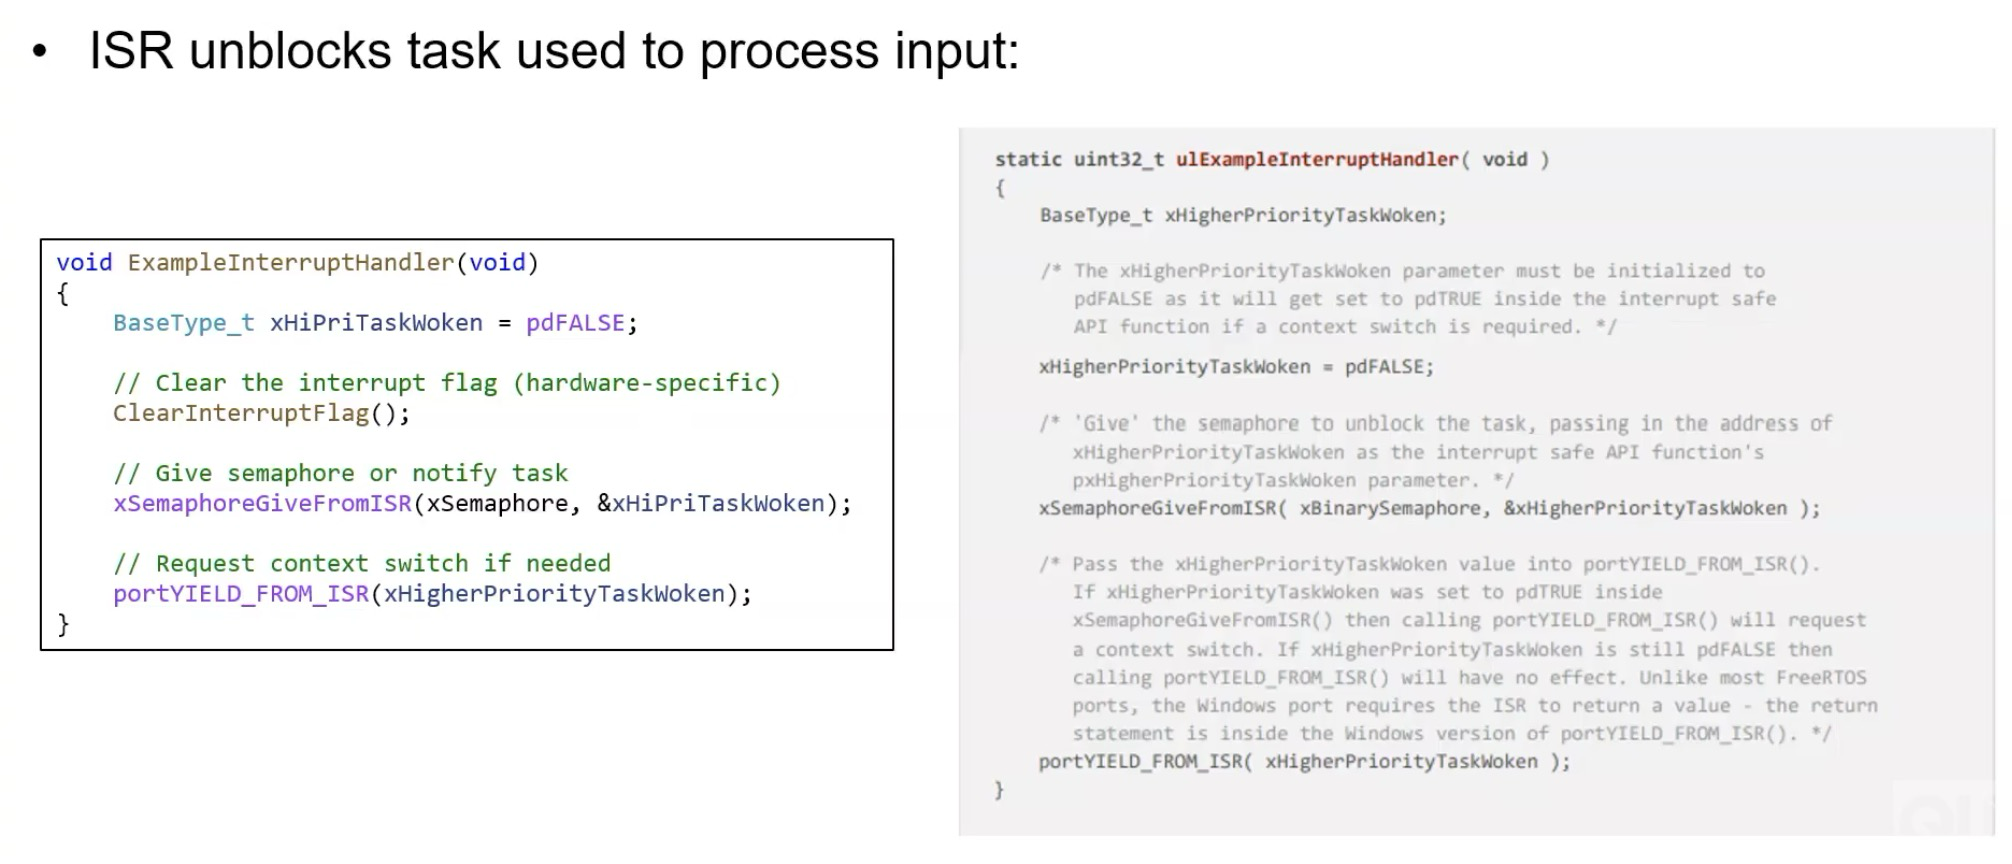 • ISR unblocks task used to process input:
void ExampleInterruptHandler(void)
{
    BaseType_t xHiPriTaskWoken = pdFALSE;
    // Clear the interrupt flag (hardware-specific)
    ClearInterruptFlag();
    // Give semaphore or notify task
    xSemaphoreGiveFromISR(xSemaphore, &xHiPriTaskWoken);
    // Request context switch if needed
    portYIELD_FROM_ISR(xHigherPriorityTaskWoken);
}
static uint32_t ulExampleInterruptHandler( void )
{
    BaseType_t xHigherPriorityTaskWoken;
    /* The xHigherPriorityTaskWoken parameter must be initialized to
       pdFALSE as it will get set to pdTRUE inside the interrupt safe
       API function if a context switch is required. */
    xHigherPriorityTaskWoken = pdFALSE;
    /* 'Give' the semaphore to unblock the task, passing in the address of
       xHigherPriorityTaskWoken as the interrupt safe API function's
       pxHigherPriorityTaskWoken parameter. */
    xSemaphoreGiveFromISR( xBinarySemaphore, &xHigherPriorityTaskWoken );
    /* Pass the xHigherPriorityTaskWoken value into portYIELD_FROM_ISR().
       If xHigherPriorityTaskWoken was set to pdTRUE inside
       xSemaphoreGiveFromISR() then calling portYIELD_FROM_ISR() will request
       a context switch. If xHigherPriorityTaskWoken is still pdFALSE then
       calling portYIELD_FROM_ISR() will have no effect. Unlike most FreeRTOS
       ports, the Windows port requires the ISR to return a value - the return
       statement is inside the Windows version of portYIELD_FROM_ISR(). */
    portYIELD_FROM_ISR( xHigherPriorityTaskWoken );
}